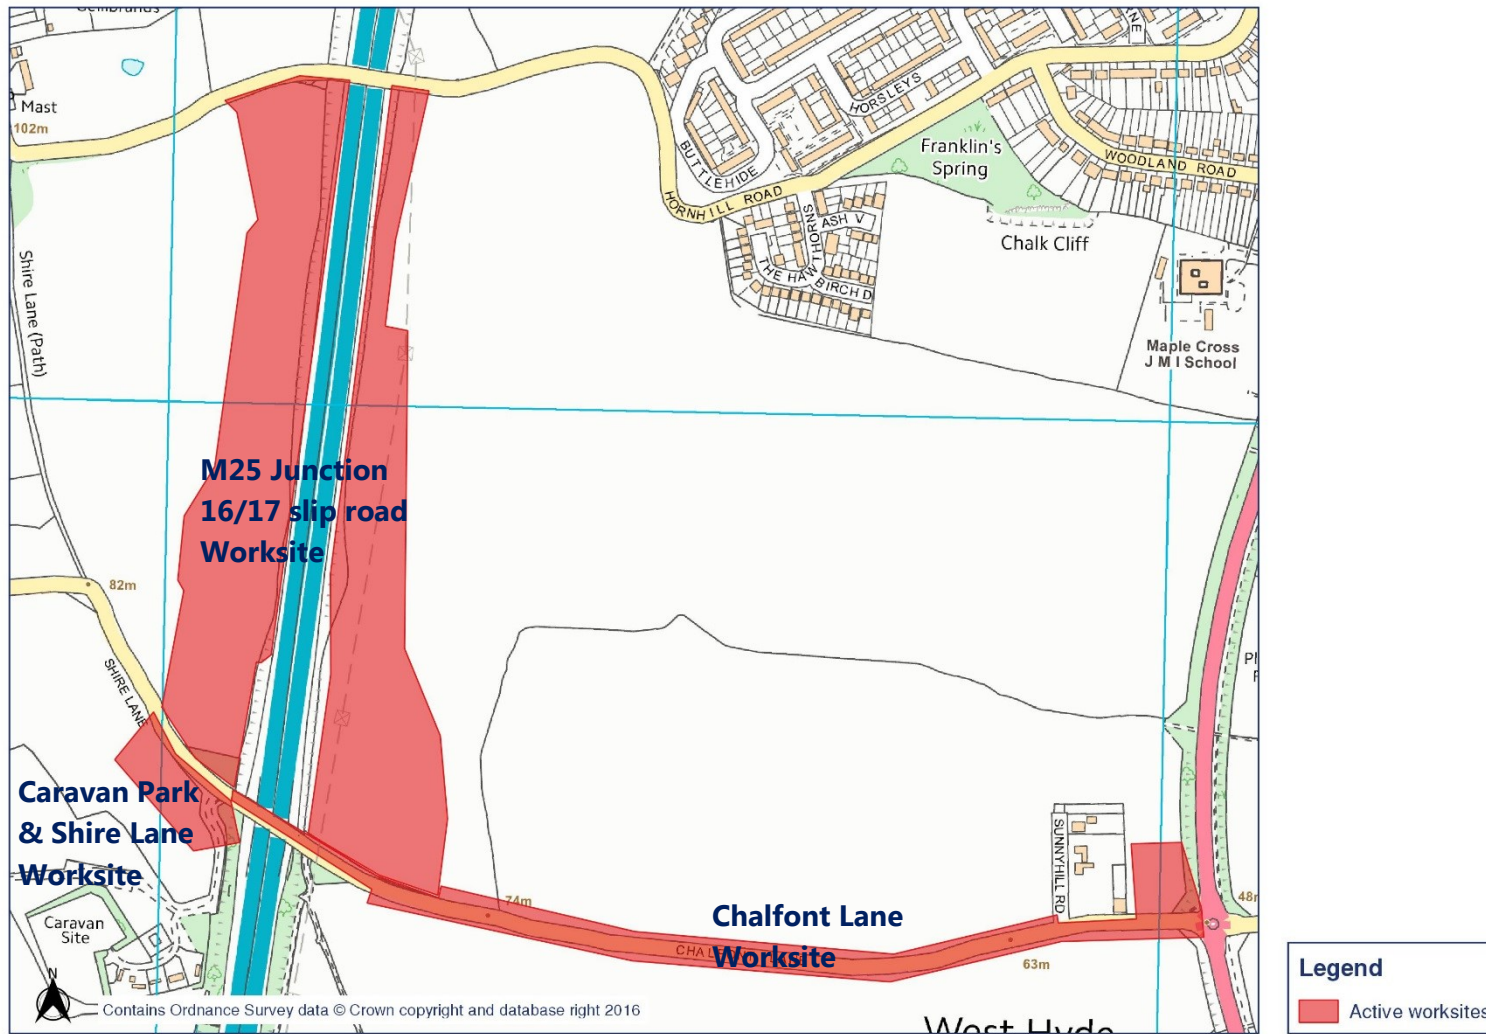 Mast
102m
HORSLEYS
BUTTLEHIDE
Franklin's
Spring
WOODLAND ROAD
HORNHILL ROAD
ASH V
THORNS
THE HAW
BIRCH D
Chalk Cliff
Shire Lane (Path)
Maple Cross
J M I School
M25 Junction
16/17 slip road
Worksite
82m
SHIRE LANE
Caravan Park
& Shire Lane
Worksite
SUNNYHILL RD
74m
48m
Chalfont Lane
Worksite
Caravan
Site
63m
N
Contains Ordnance Survey data © Crown copyright and database right 2016
West Hyde
Legend
Active worksites